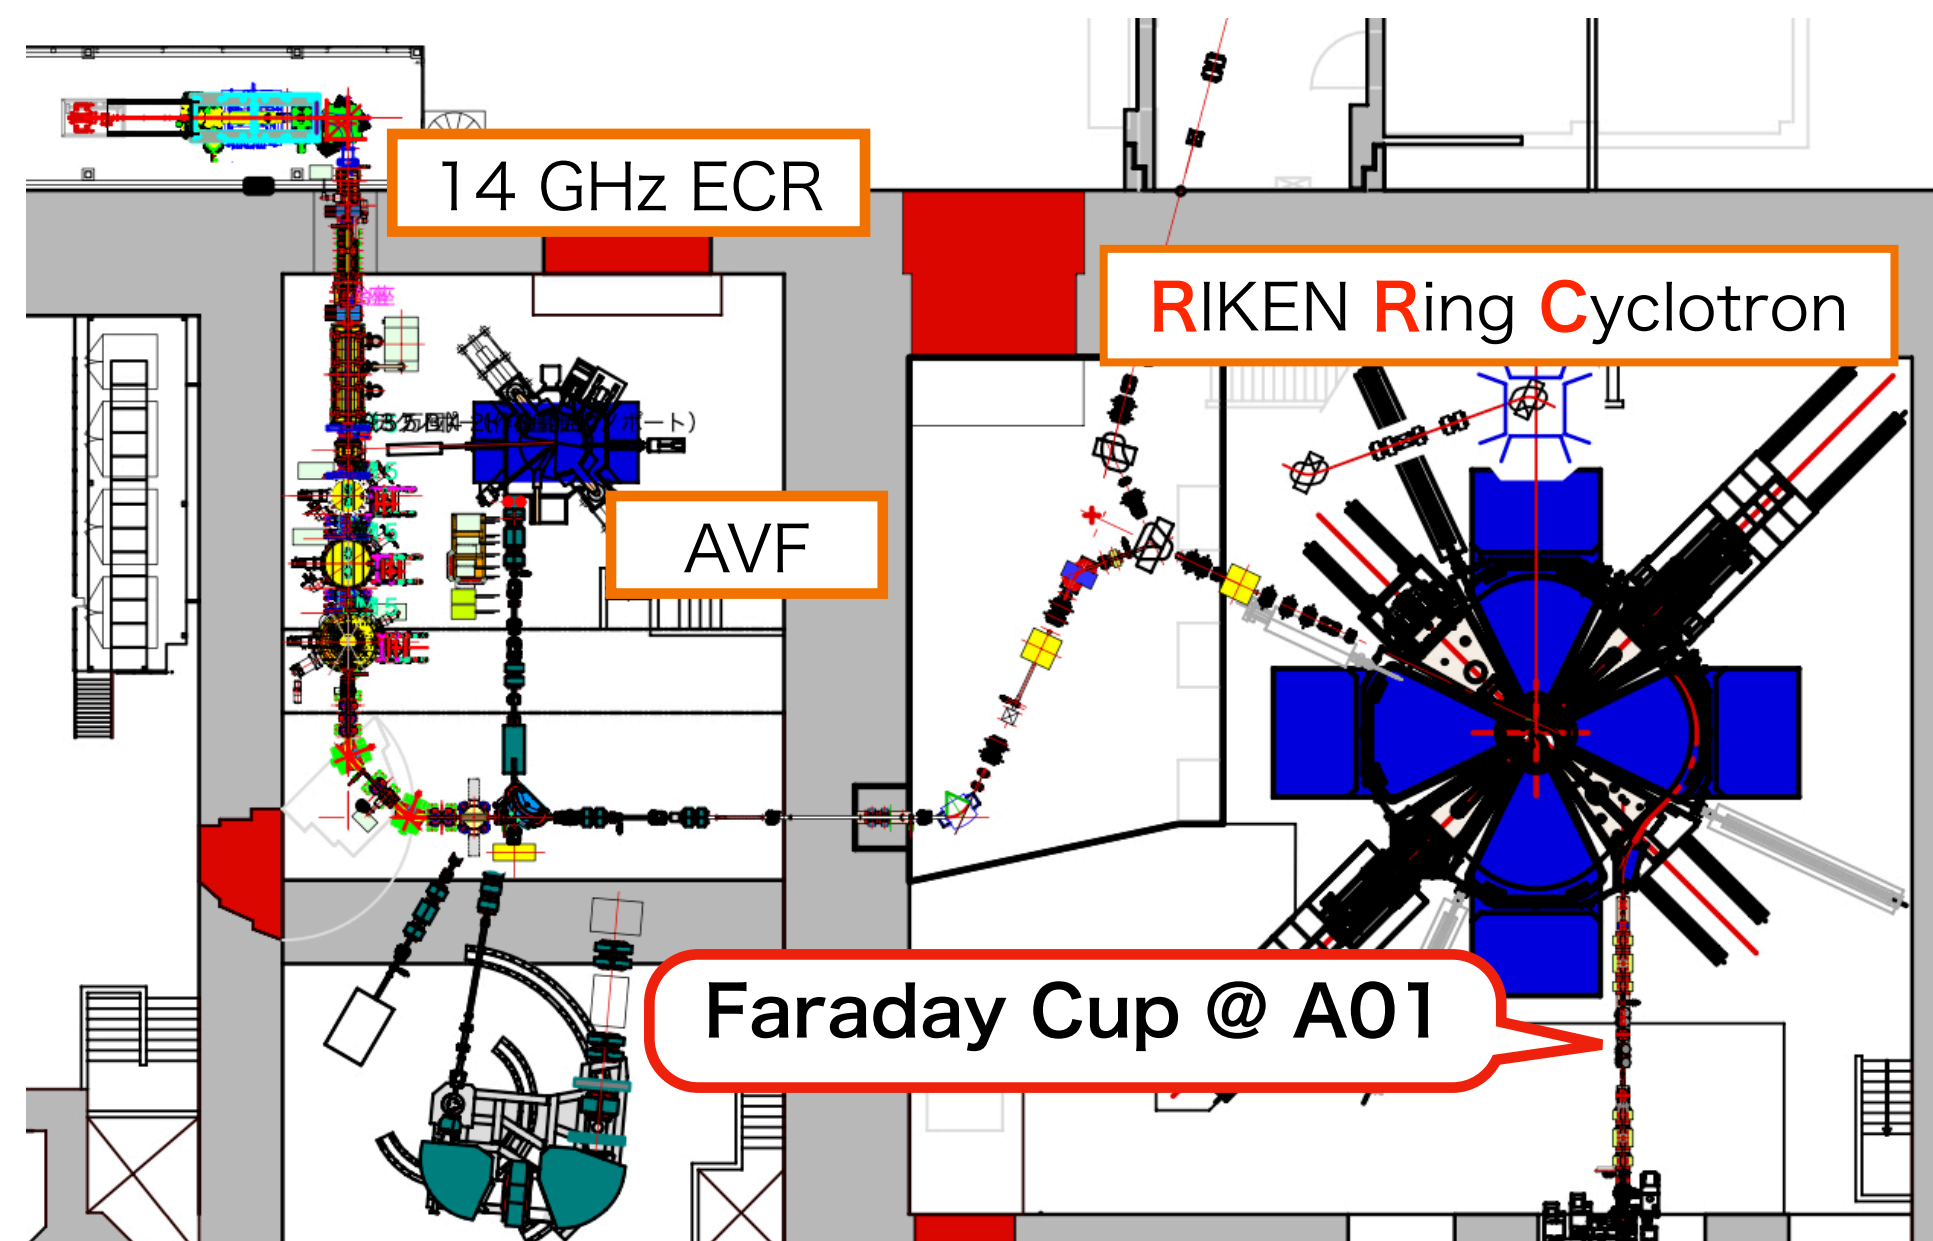 14 GHz ECR
RIKEN Ring Cyclotron
AVF
Faraday Cup @ A01